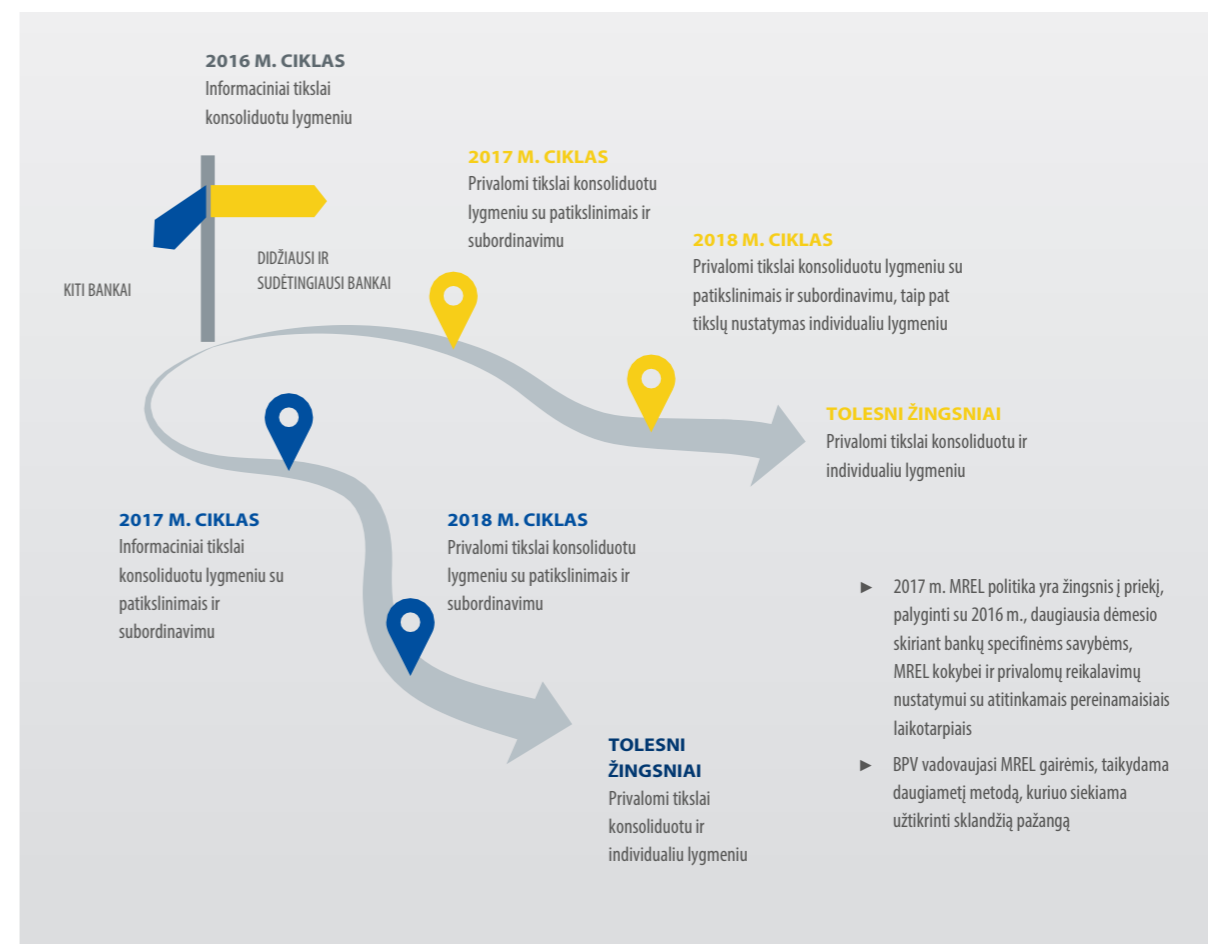 2016 M. CIKLAS
Informaciniai tikslai
konsoliduotu lygmeniu
KITI BANKAI
DIDŽIAUSI IR
SUDĖTINGIAUSI BANKAI
2017 M. CIKLAS
Privalomi tikslai konsoliduotu
lygmeniu su patikslinimais ir
subordinavimu
2018 M. CIKLAS
Privalomi tikslai konsoliduotu lygmeniu su
patikslinimais ir subordinavimu, taip pat
tikslų nustatymas individualiu lygmeniu
TOLESNI ŽINGSNIAI
Privalomi tikslai konsoliduotu ir
individualiu lygmeniu
2017 M. CIKLAS
Informaciniai tikslai
konsoliduotu lygmeniu su
patikslinimais ir
subordinavimu
2018 M. CIKLAS
Privalomi tikslai konsoliduotu
lygmeniu su patikslinimais ir
subordinavimu
TOLESNI
ŽINGSNIAI
Privalomi tikslai
konsoliduotu ir
individualiu lygmeniu
► 2017 m. MREL politika yra žingsnis į priekį,
palyginti su 2016 m., daugiausia dėmesio
skiriant bankų specifinėms savybėms,
MREL kokybei ir privalomų reikalavimų
nustatymui su atitinkamais pereinamaisiais
laikotarpiais
► BPV vadovaujasi MREL gairėmis, taikydama
daugiametį metodą, kuriuo siekiama
užtikrinti sklandžią pažangą